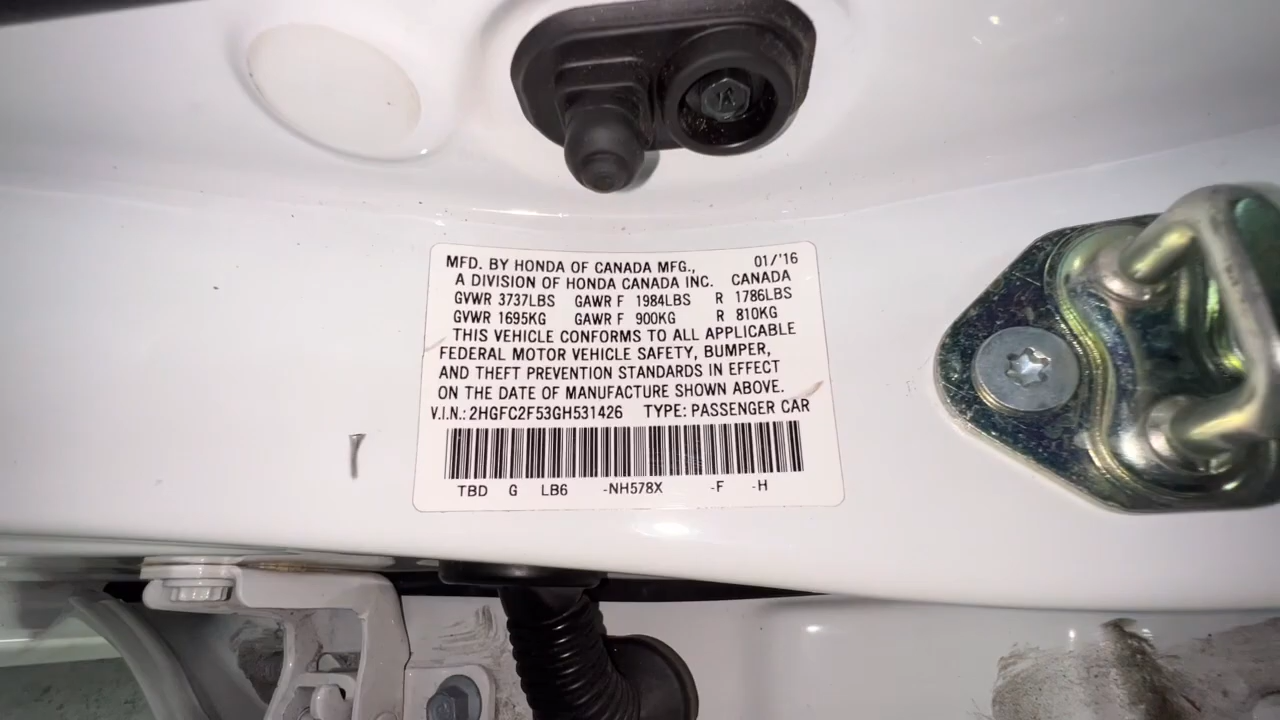 MFD. BY HONDA OF CANADA MFG., 01/'16
A DIVISION OF HONDA CANADA INC. CANADA
GVWR 3737LBS GAWR F 1984LBS R 1786LBS
GVWR 1695KG GAWR F 900KG R 810KG
THIS VEHICLE CONFORMS TO ALL APPLICABLE
FEDERAL MOTOR VEHICLE SAFETY, BUMPER,
AND THEFT PREVENTION STANDARDS IN EFFECT
ON THE DATE OF MANUFACTURE SHOWN ABOVE.
V.I.N.: 2HGFC2F53GH531426 TYPE: PASSENGER CAR
TBD G LB6 -NH578X -F -H